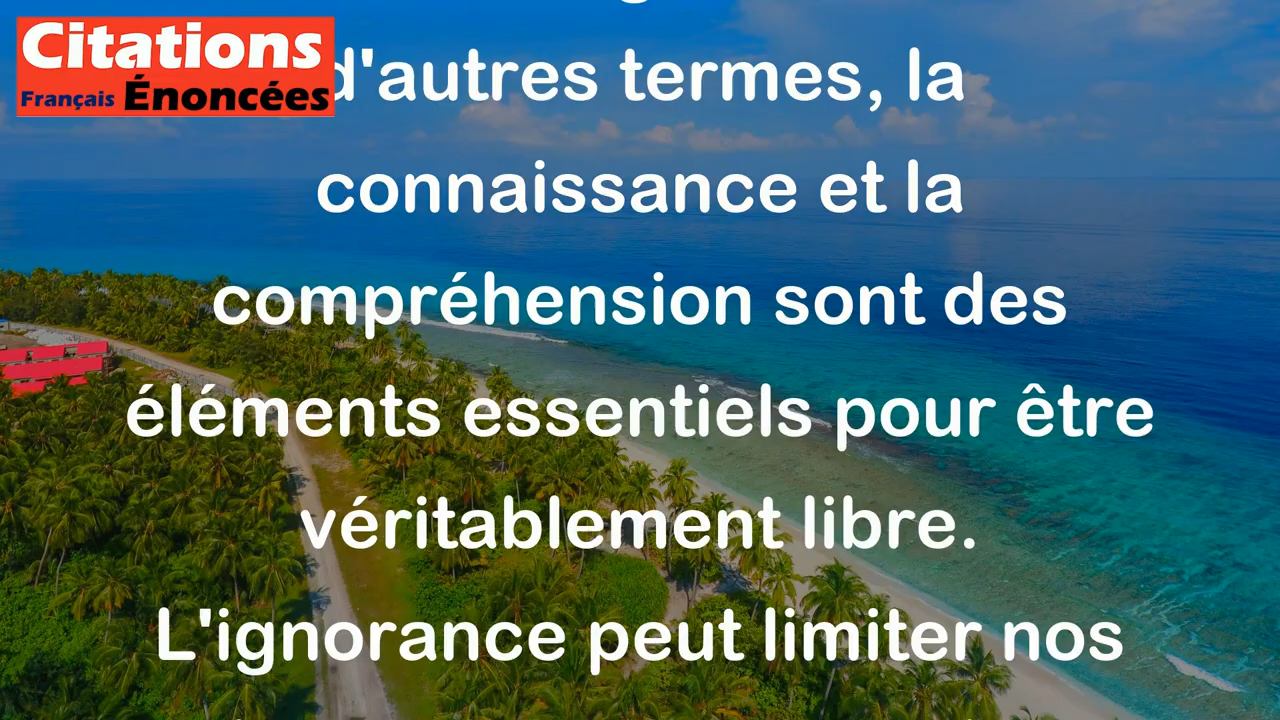 Citations
Français Énoncées
d'autres termes, la
connaissance et la
compréhension sont des
éléments essentiels pour être
véritablement libre.
L'ignorance peut limiter nos